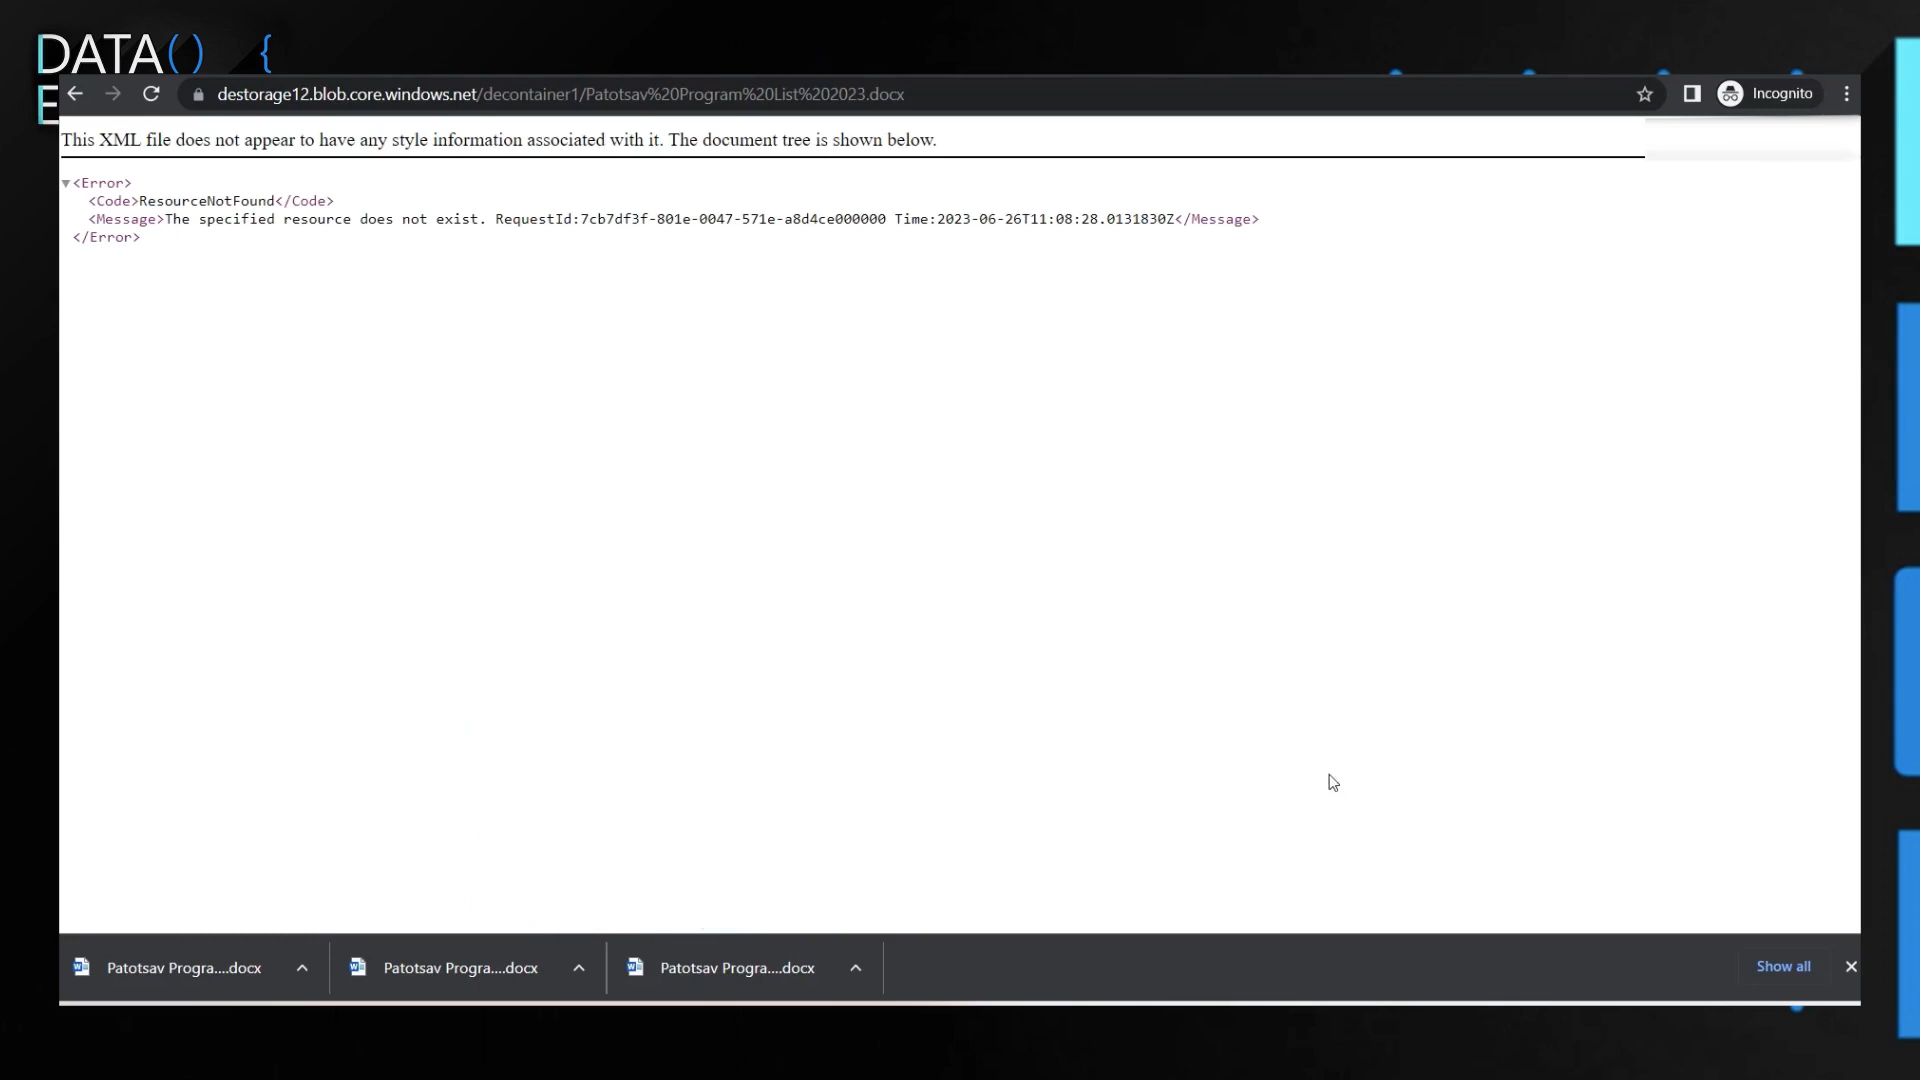 DATA() {
E
destorage12.blob.core.windows.net/decontainer1/Patotsav%20Program%20List%202023.docx
Incognito
This XML file does not appear to have any style information associated with it. The document tree is shown below.
▼<Error>
<Code>ResourceNotFound</Code>
<Message>The specified resource does not exist. RequestId:7cb7df3f-801e-0047-571e-a8d4ce000000 Time:2023-06-26T11:08:28.0131830Z</Message>
</Error>
Patotsav Progra....docx
Patotsav Progra....docx
Patotsav Progra....docx
Show all